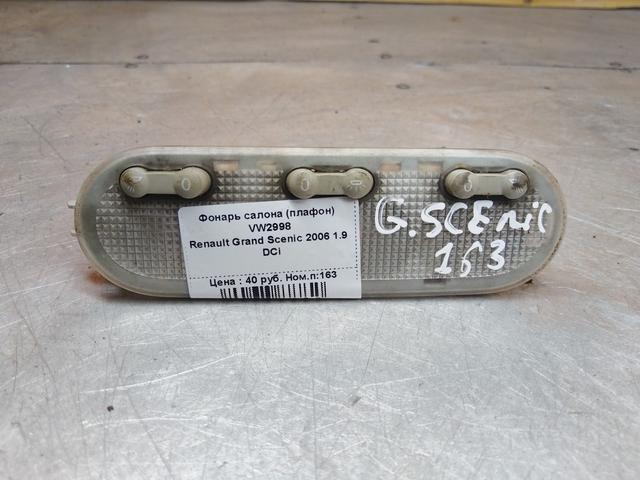 Фонарь салона (плафон)
VW2998
Renault Grand Scenic 2006 1.9
DCi
Цена : 40 руб. Ном.п:163
G.SCENiC
163